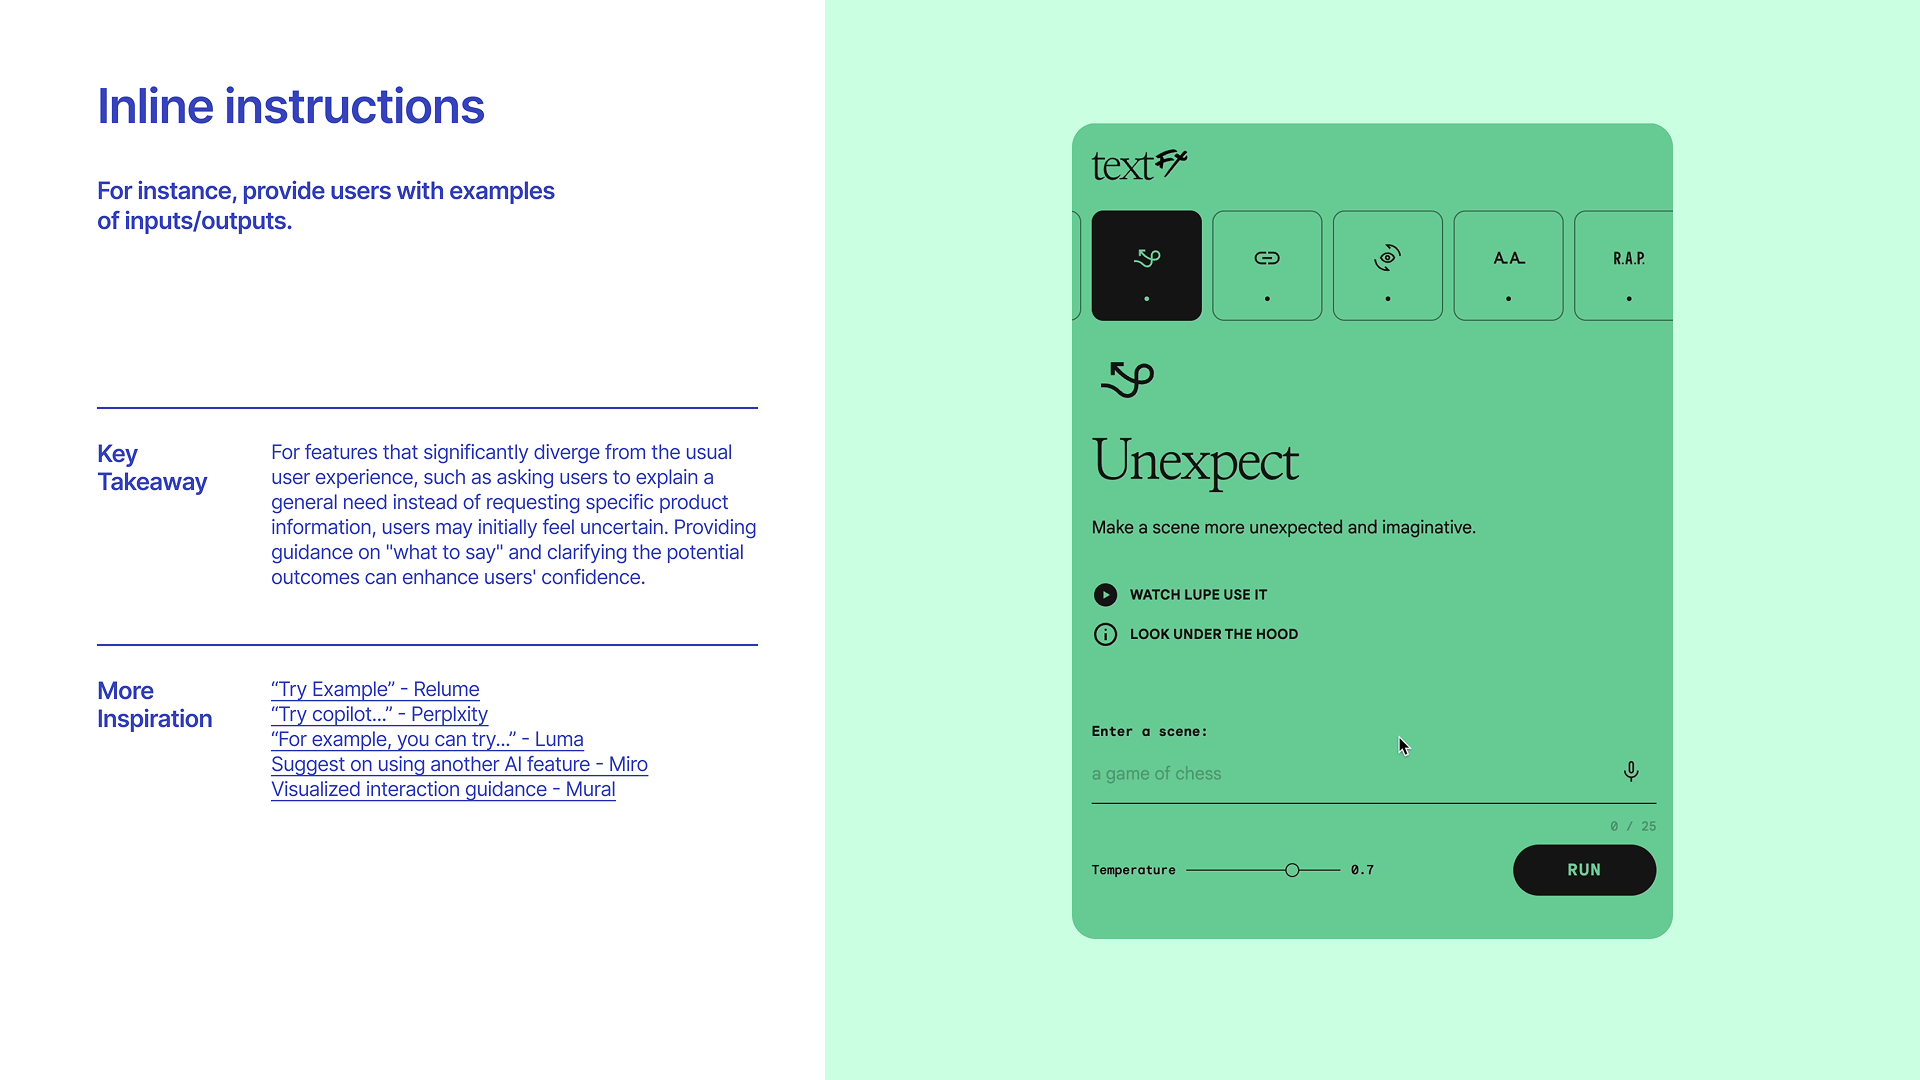 Inline instructions
For instance, provide users with examples
of inputs/outputs.
Key
Takeaway
For features that significantly diverge from the usual
user experience, such as asking users to explain a
general need instead of requesting specific product
information, users may initially feel uncertain. Providing
guidance on "what to say" and clarifying the potential
outcomes can enhance users' confidence.
More
Inspiration
“Try Example” - Relume
“Try copilot...” - Perplxity
“For example, you can try...” - Luma
Suggest on using another AI feature - Miro
Visualized interaction guidance - Mural
textFX
A.A.
R.A.P.
Unexpect
Make a scene more unexpected and imaginative.
WATCH LUPE USE IT
LOOK UNDER THE HOOD
Enter a scene:
a game of chess
0 / 25
Temperature 0.7
RUN